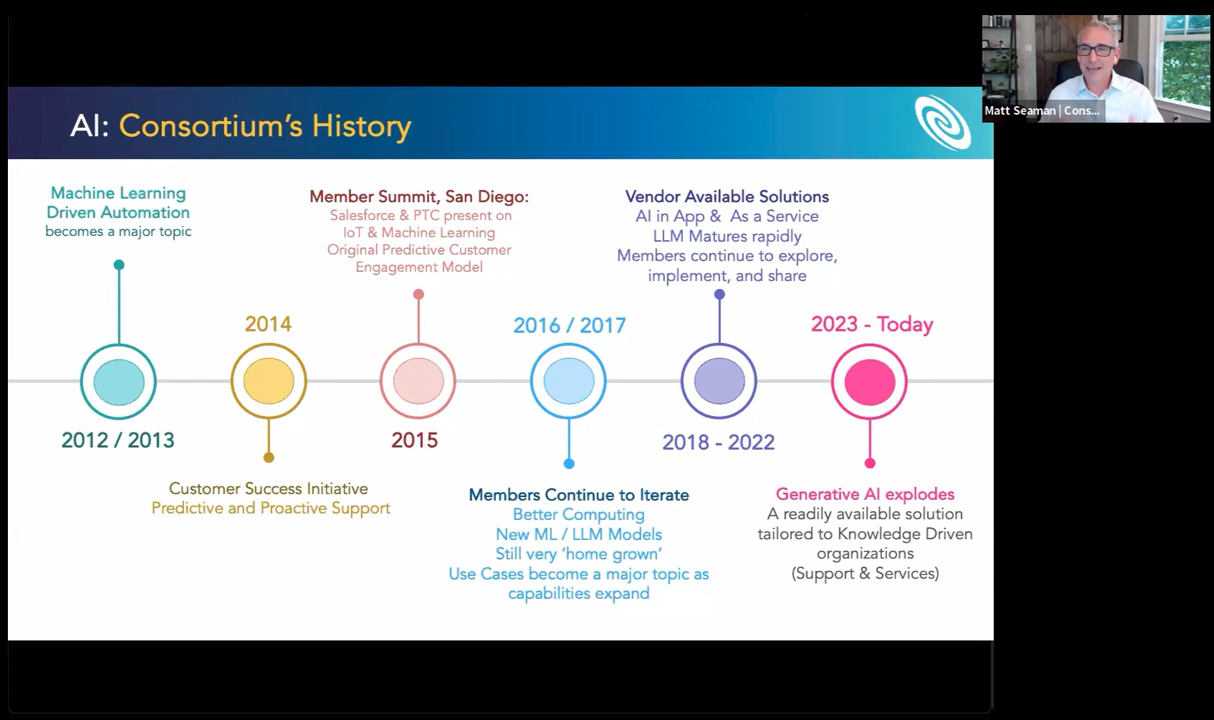 AI: Consortium's History
Matt Seaman | Cons...
Machine Learning
Driven Automation
becomes a major topic
2012 / 2013
2014
Customer Success Initiative
Predictive and Proactive Support
Member Summit, San Diego:
Salesforce & PTC present on
IoT & Machine Learning
Original Predictive Customer
Engagement Model
2015
2016 / 2017
Members Continue to Iterate
Better Computing
New ML / LLM Models
Still very ‘home grown’
Use Cases become a major topic as
capabilities expand
Vendor Available Solutions
AI in App & As a Service
LLM Matures rapidly
Members continue to explore,
implement, and share
2018 - 2022
2023 - Today
Generative AI explodes
A readily available solution
tailored to Knowledge Driven
organizations
(Support & Services)